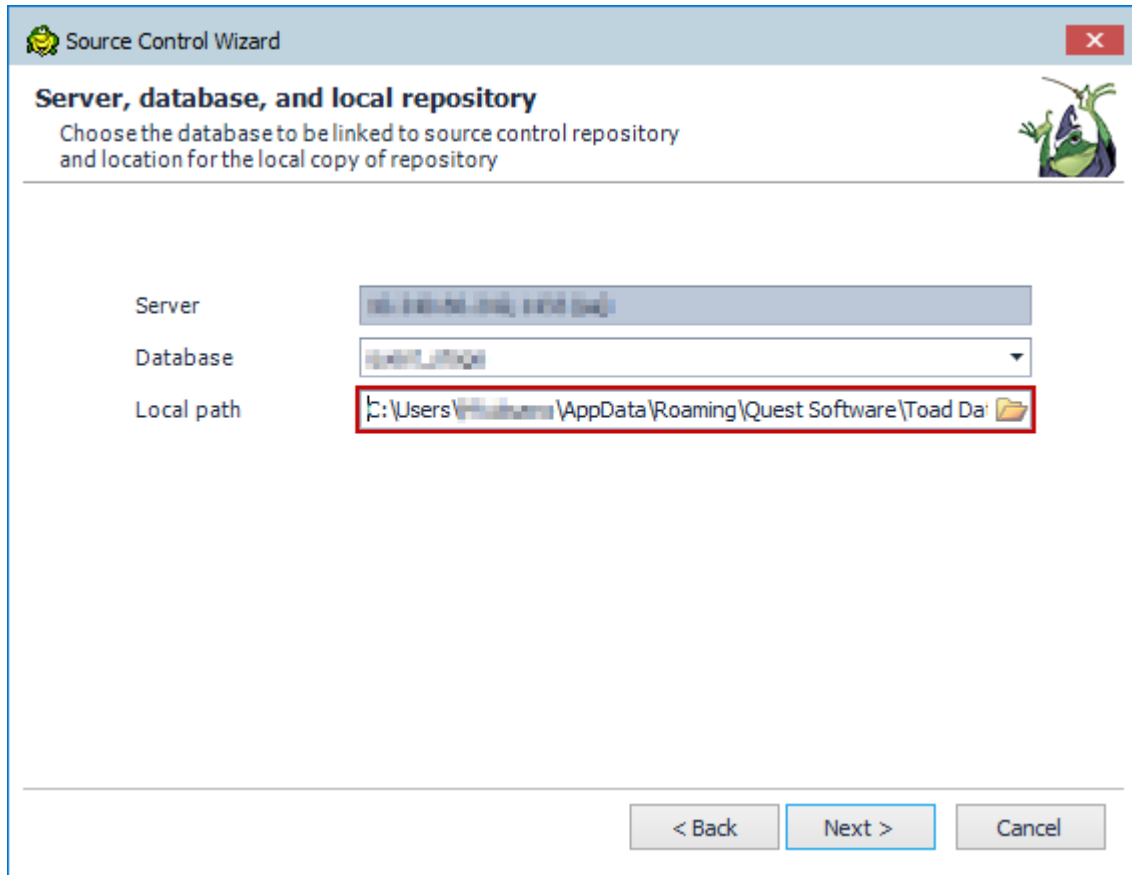 Source Control Wizard
Server, database, and local repository
Choose the database to be linked to source control repository
and location for the local copy of repository
Server
Database
Local path C:\Users\ \AppData\Roaming\Quest Software\Toad Dat
< Back Next > Cancel